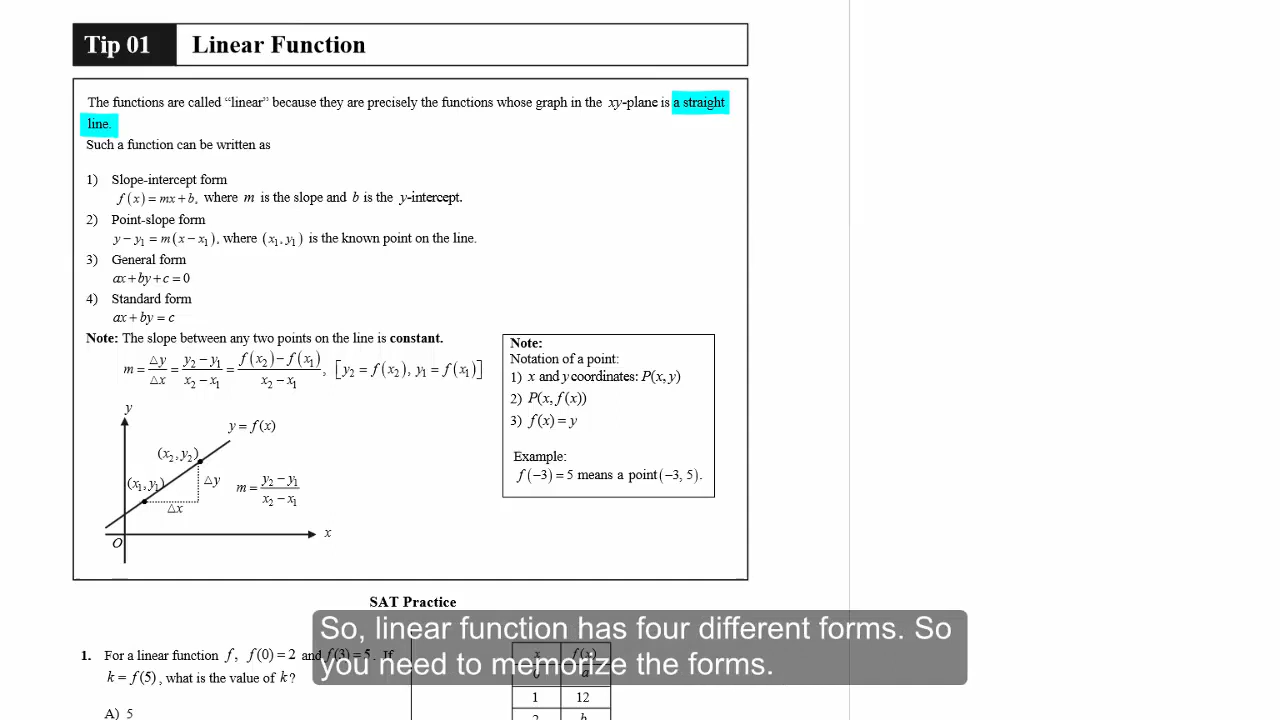 Tip 01 Linear Function
The functions are called “linear” because they are precisely the functions whose graph in the xy-plane is a straight
line.
Such a function can be written as
1) Slope-intercept form
f(x) = mx + b, where m is the slope and b is the y-intercept.
2) Point-slope form
y − y₁ = m(x − x₁), where (x₁, y₁) is the known point on the line.
3) General form
ax + by + c = 0
4) Standard form
ax + by = c
Note: The slope between any two points on the line is constant.
m = △y/△x = (y₂ − y₁)/(x₂ − x₁) = (f(x₂) − f(x₁))/(x₂ − x₁), [y₂ = f(x₂), y₁ = f(x₁)]
Note:
Notation of a point:
1) x and y coordinates: P(x, y)
2) P(x, f(x))
3) f(x) = y
Example:
f(−3) = 5 means a point (−3, 5).
y
y = f(x)
(x₂, y₂)
(x₁, y₁)
△y
m = (y₂ − y₁)/(x₂ − x₁)
△x
x
O
SAT Practice
1. For a linear function f, f(0) = 2 and f(3) = 5. If
k = f(5), what is the value of k?
A) 5
x f(x)
0 a
1 12
2 b
So, linear function has four different forms. So
you need to memorize the forms.